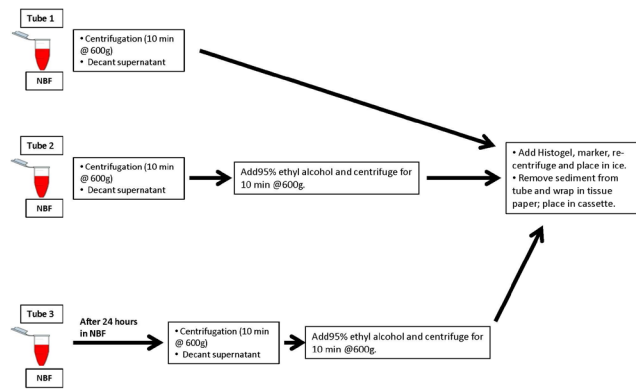 Tube 1
• Centrifugation (10 min
@ 600g)
• Decant supernatant
NBF
Tube 2
• Centrifugation (10 min
@ 600g)
• Decant supernatant
NBF
Add95% ethyl alcohol and centrifuge for
10 min @600g.
• Add Histogel, marker, re-
centrifuge and place in ice.
• Remove sediment from
tube and wrap in tissue
paper; place in cassette.
Tube 3
NBF
After 24 hours
in NBF
• Centrifugation (10 min
@ 600g)
• Decant supernatant
Add95% ethyl alcohol and centrifuge for
10 min @600g.